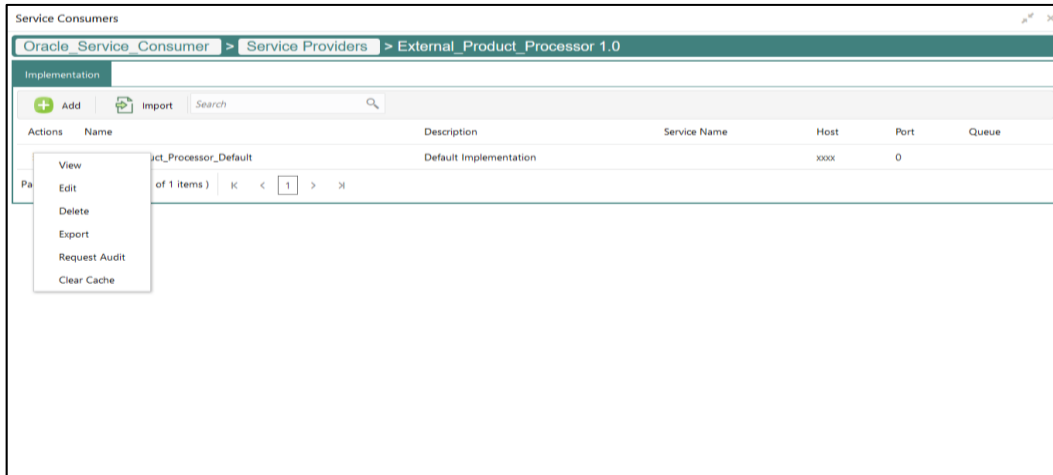 Service Consumers
Oracle_Service_Consumer > Service Providers > External_Product_Processor 1.0
Implementation
Add Import Search
Actions Name Description Service Name Host Port Queue
uct_Processor_Default Default Implementation xxxx 0
View
Pa of 1 items ) 1
Edit
Delete
Export
Request Audit
Clear Cache